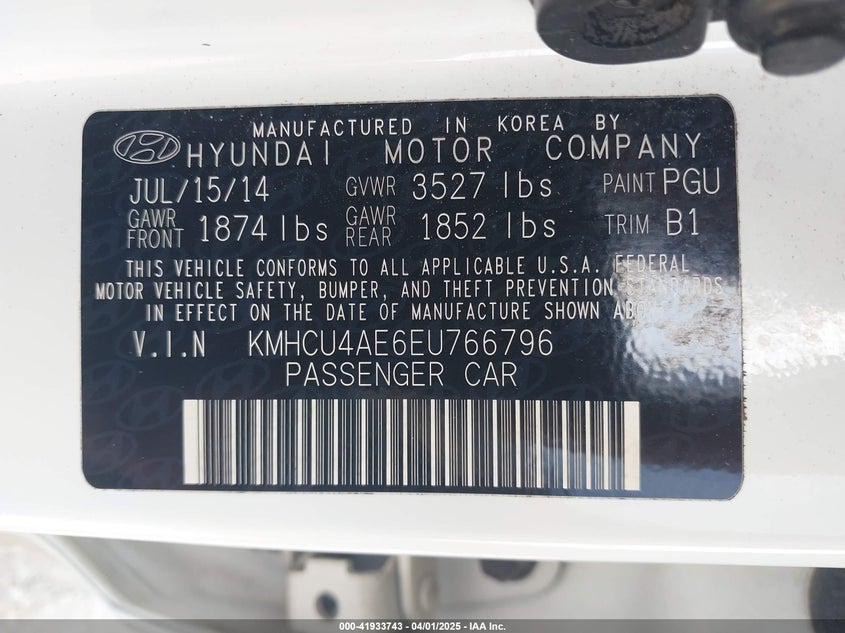 MANUFACTURED IN KOREA BY
HYUNDAI MOTOR COMPANY
JUL/15/14 GVWR 3527 lbs PAINT PGU
GAWR FRONT 1874 lbs GAWR REAR 1852 lbs TRIM B1
THIS VEHICLE CONFORMS TO ALL APPLICABLE U.S.A. FEDERAL
MOTOR VEHICLE SAFETY, BUMPER, AND THEFT PREVENTION STANDARDS
IN EFFECT ON THE DATE OF MANUFACTURE SHOWN
V.I.N KMHCU4AE6EU766796
PASSENGER CAR
000-41933743 - 04/01/2025 - IAA Inc.